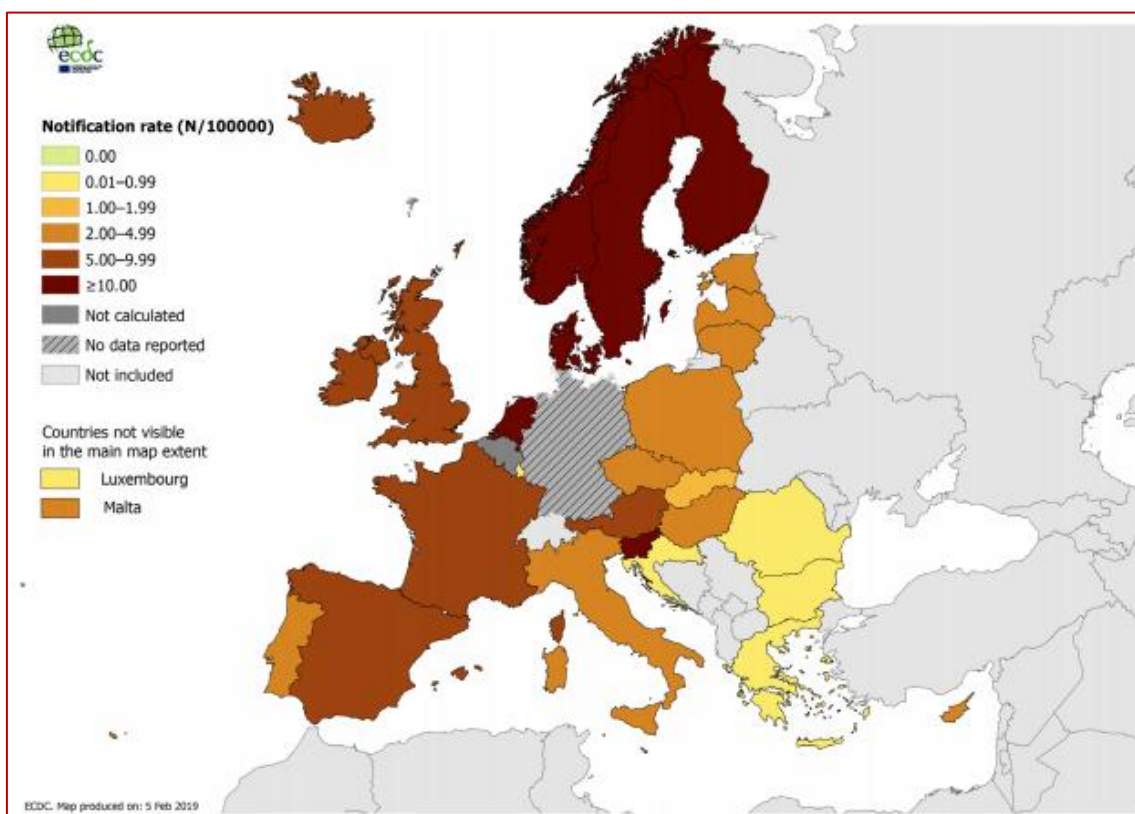 ecdc
Notification rate (N/100000)
0.00
0.01–0.99
1.00–1.99
2.00–4.99
5.00–9.99
≥10.00
Not calculated
No data reported
Not included
Countries not visible
in the main map extent
Luxembourg
Malta
ECDC. Map produced on: 5 Feb 2019